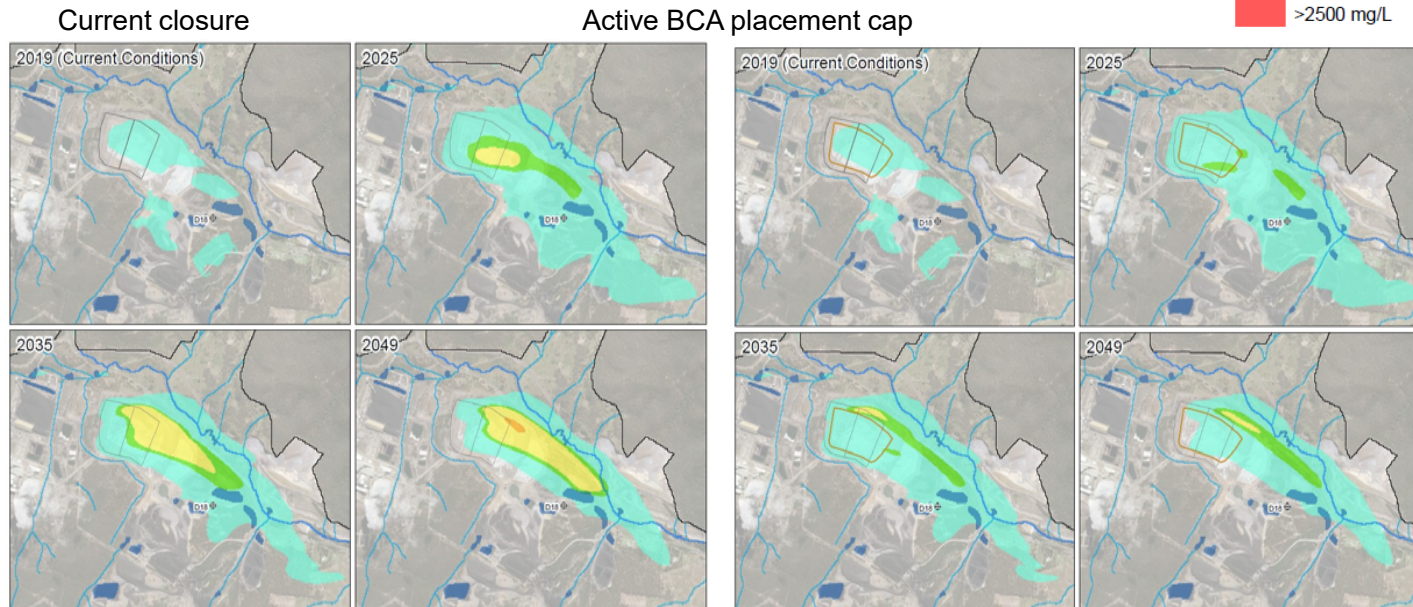 Current closure
Active BCA placement cap
>2500 mg/L
2019 (Current Conditions)
2025
2019 (Current Conditions)
2025
D18
D18
D18
D18
2035
2049
2035
2049
D18
D18
D18
D18